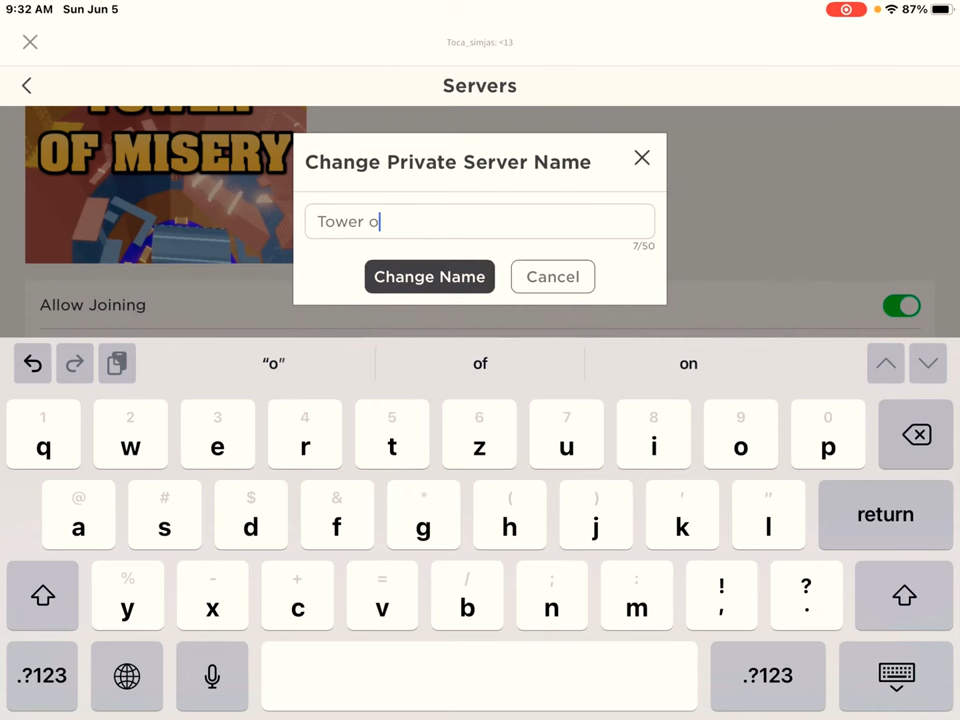 9:32 AM Sun Jun 5
87%
Toca_simjas: <13
Servers
TOWER
OF MISERY
Change Private Server Name
Tower o
7/50
Change Name Cancel
Allow Joining
“o” of on
1 2 3 4 5 6 7 8 9 0
q w e r t z u i o p
@ # $ & * ( ) ' "
a s d f g h j k l return
% - + = / ; : ! ?
y x c v b n m , .
.?123 .?123